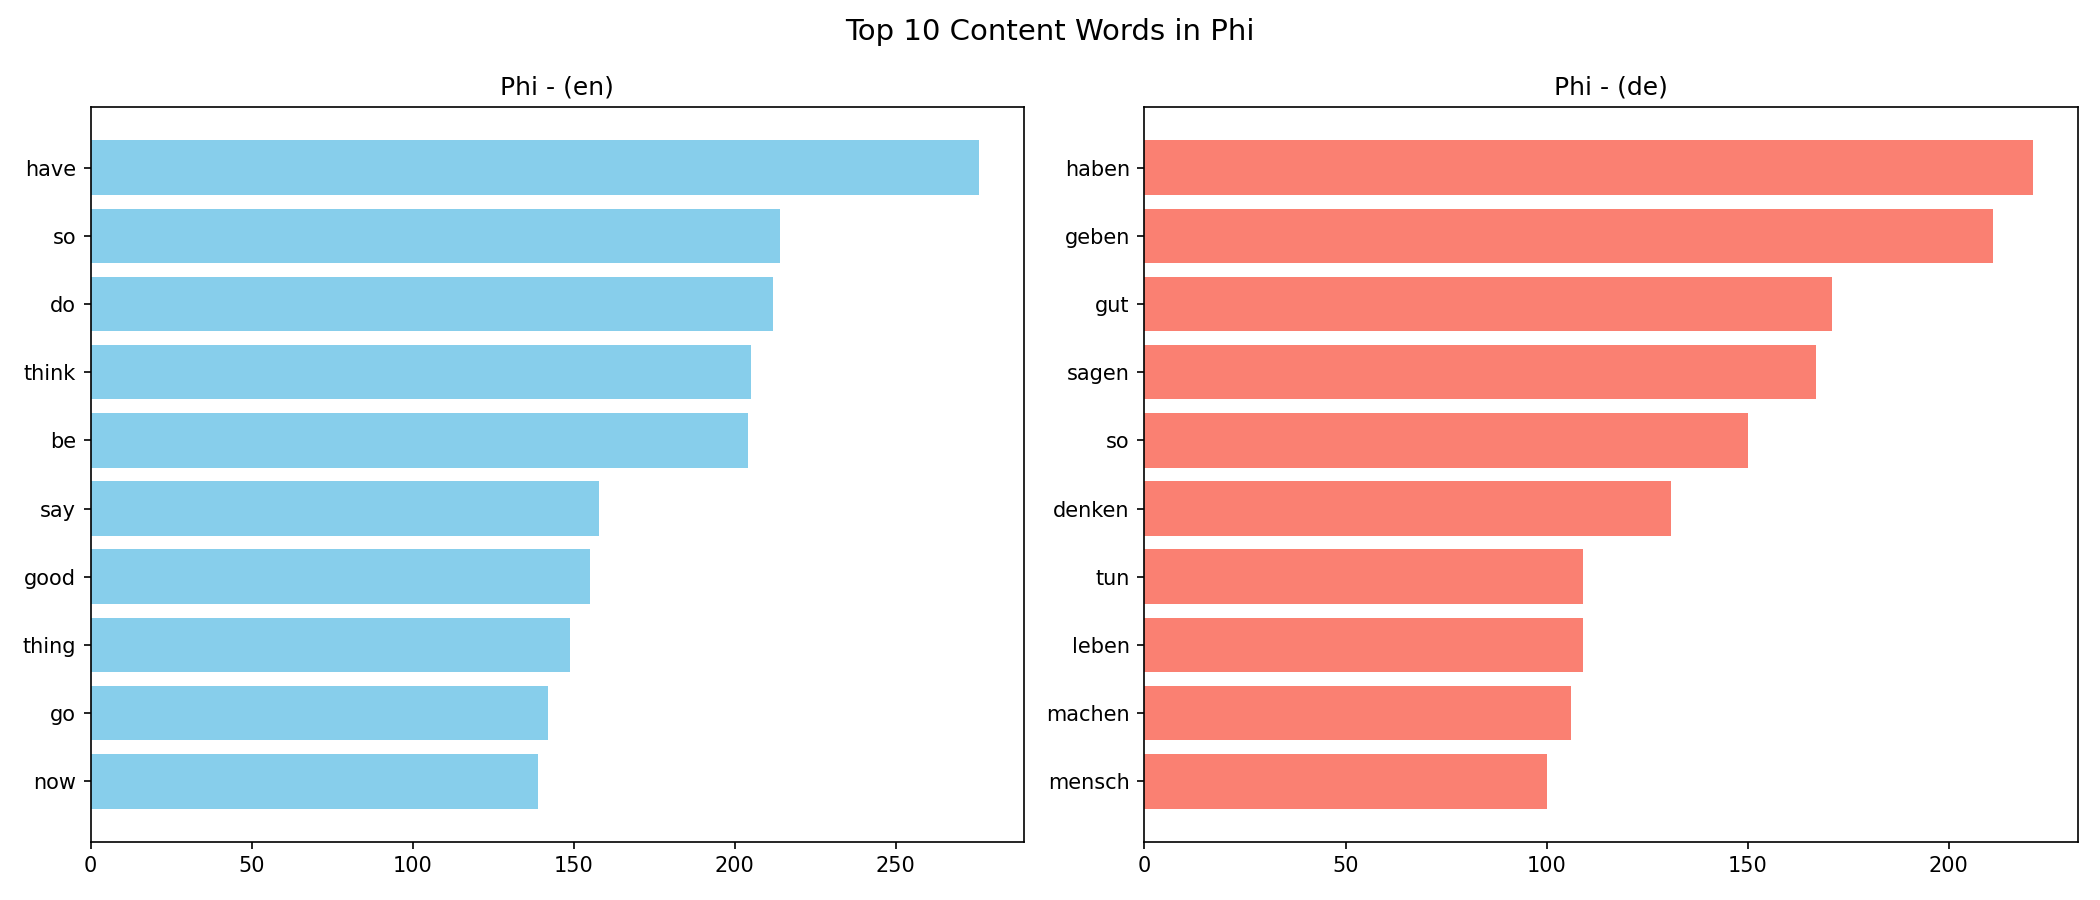 Top 10 Content Words in Phi
Phi - (en)
have
so
do
think
be
say
good
thing
go
now
0 50 100 150 200 250
Phi - (de)
haben
geben
gut
sagen
so
denken
tun
leben
machen
mensch
0 50 100 150 200